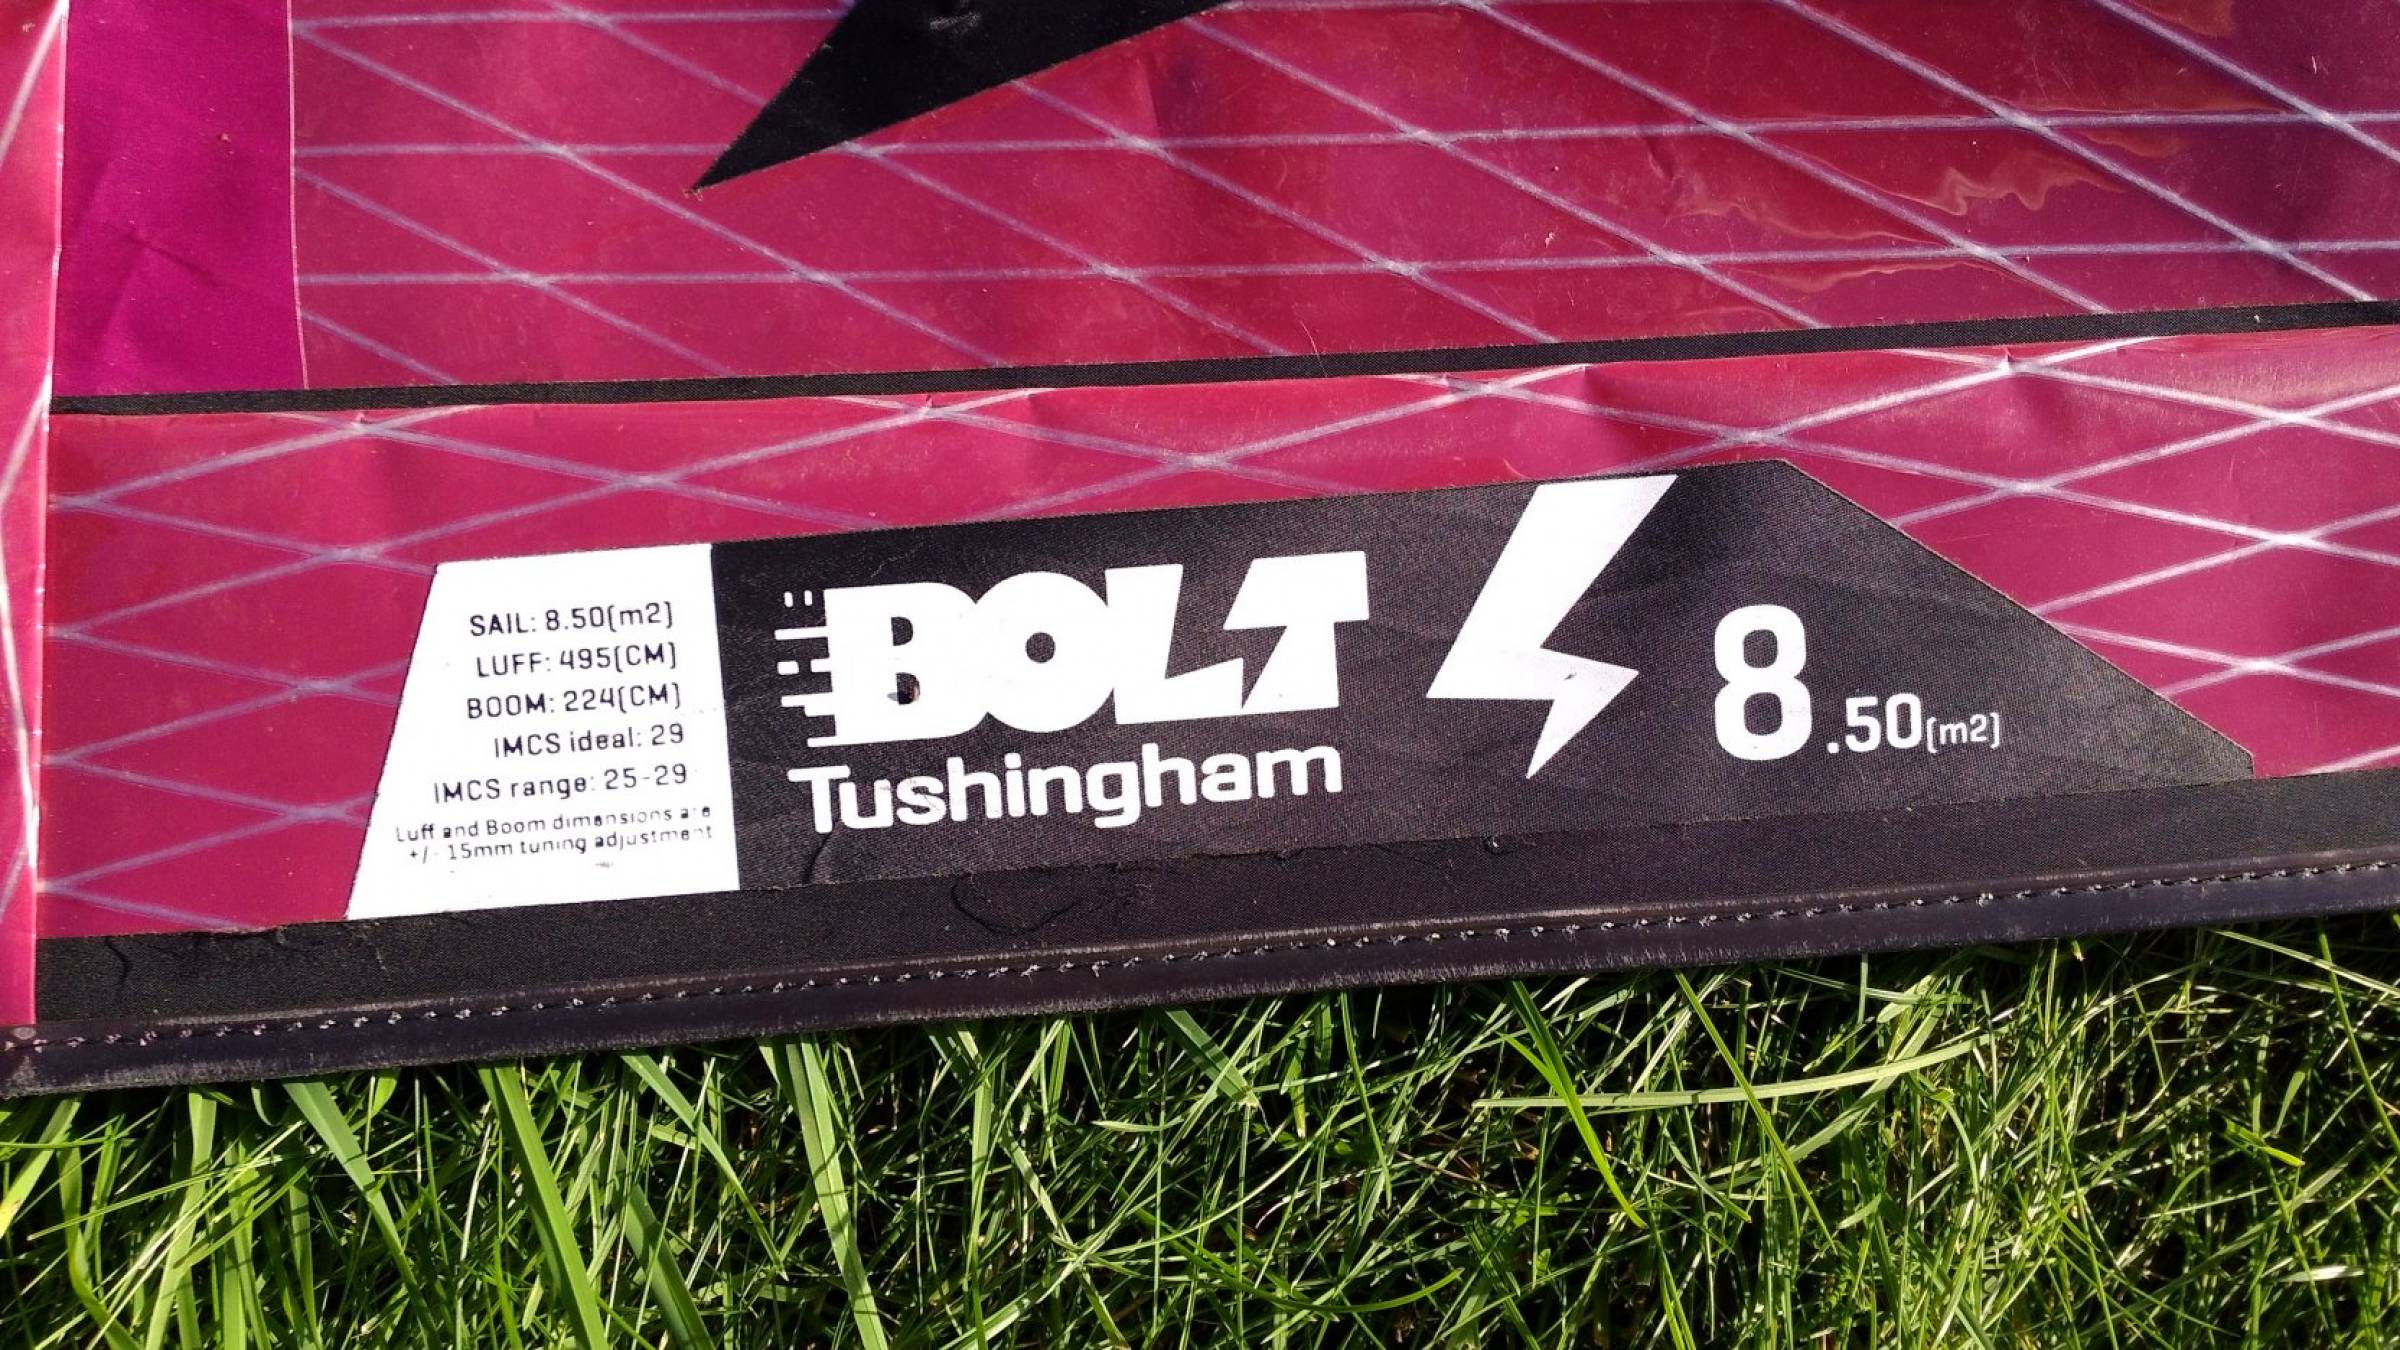 SAIL: 8.50(m2)
LUFF: 495(CM)
BOOM: 224(CM)
IMCS ideal: 29
IMCS range: 25-29
Luff and Boom dimensions are
+/- 15mm tuning adjustment
BOLT
Tushingham
8.50(m2)